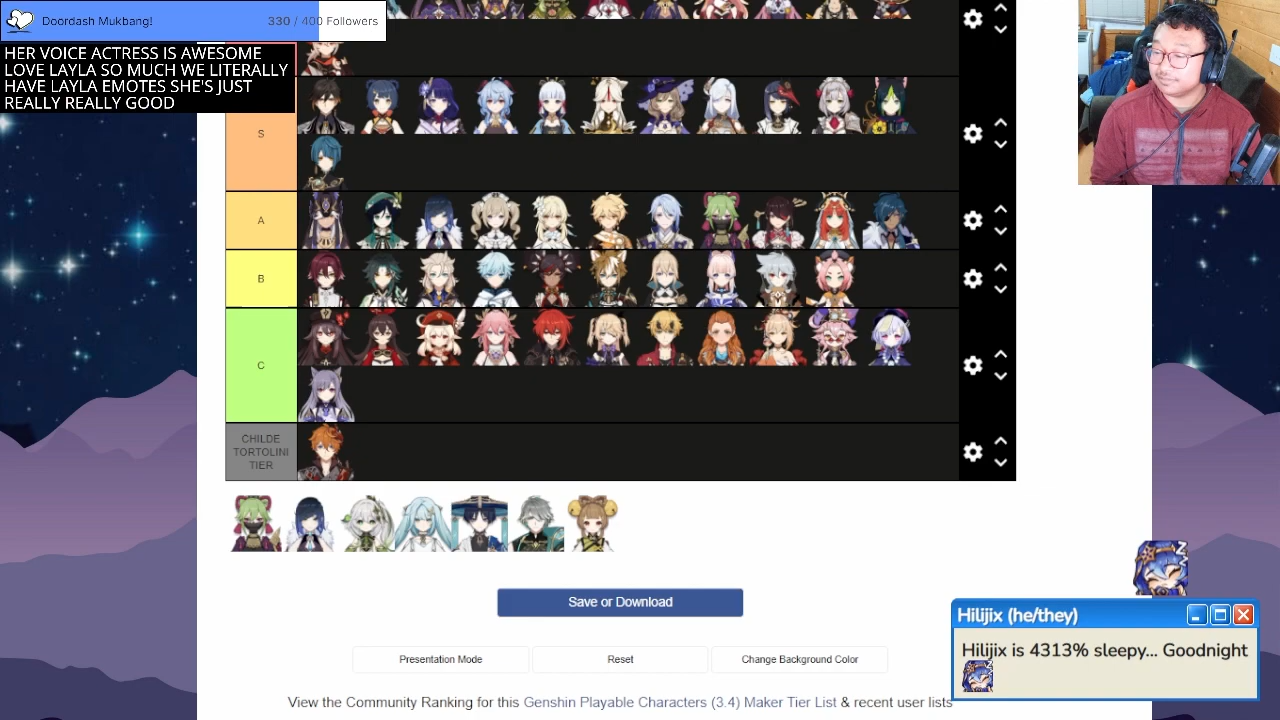 Doordash Mukbang!
330 / 400 Followers
HER VOICE ACTRESS IS AWESOME
LOVE LAYLA SO MUCH WE LITERALLY
HAVE LAYLA EMOTES SHE'S JUST
REALLY REALLY GOOD
S
A
B
C
CHILDE
TORTOLINI
TIER
Save or Download
Presentation Mode
Reset
Change Background Color
View the Community Ranking for this Genshin Playable Characters (3.4) Maker Tier List & recent user lists
Hilijix (he/they)
Hilijix is 4313% sleepy... Goodnight